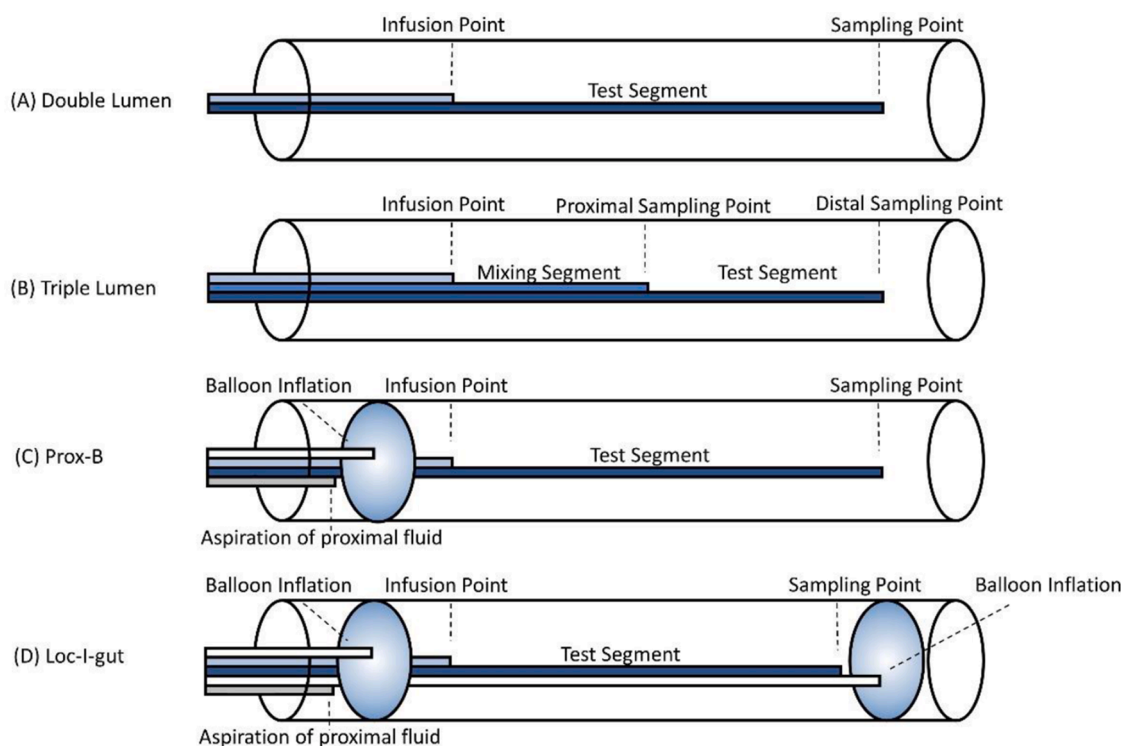 Infusion Point
Sampling Point
(A) Double Lumen
Test Segment
Infusion Point
Proximal Sampling Point
Distal Sampling Point
(B) Triple Lumen
Mixing Segment
Test Segment
Balloon Inflation
Infusion Point
Sampling Point
(C) Prox-B
Test Segment
Aspiration of proximal fluid
Balloon Inflation
Infusion Point
Sampling Point
Balloon Inflation
(D) Loc-I-gut
Test Segment
Aspiration of proximal fluid